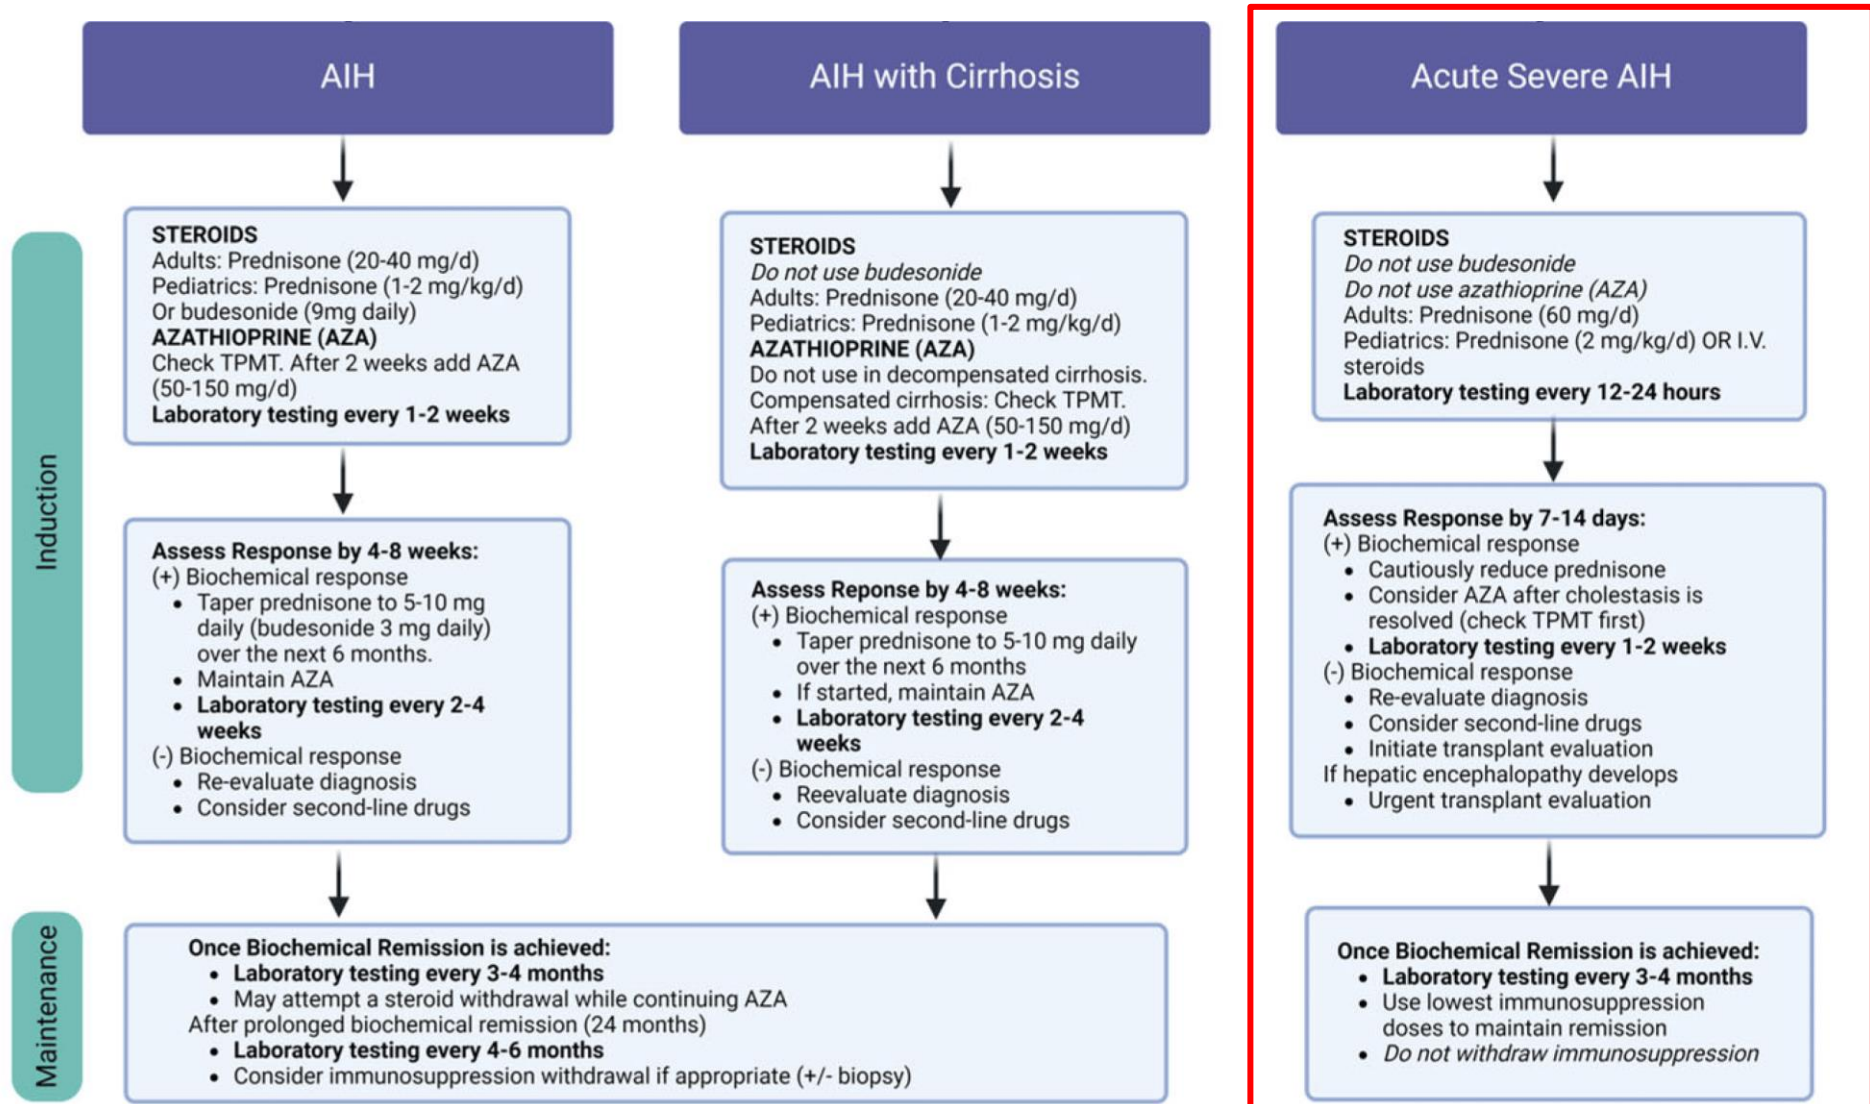 AIH
AIH with Cirrhosis
Acute Severe AIH
Induction
STEROIDS
Adults: Prednisone (20-40 mg/d)
Pediatrics: Prednisone (1-2 mg/kg/d)
Or budesonide (9mg daily)
AZATHIOPRINE (AZA)
Check TPMT. After 2 weeks add AZA
(50-150 mg/d)
Laboratory testing every 1-2 weeks
STEROIDS
Do not use budesonide
Adults: Prednisone (20-40 mg/d)
Pediatrics: Prednisone (1-2 mg/kg/d)
AZATHIOPRINE (AZA)
Do not use in decompensated cirrhosis.
Compensated cirrhosis: Check TPMT.
After 2 weeks add AZA (50-150 mg/d)
Laboratory testing every 1-2 weeks
STEROIDS
Do not use budesonide
Do not use azathioprine (AZA)
Adults: Prednisone (60 mg/d)
Pediatrics: Prednisone (2 mg/kg/d) OR I.V.
steroids
Laboratory testing every 12-24 hours
Assess Response by 4-8 weeks:
(+) Biochemical response
• Taper prednisone to 5-10 mg
daily (budesonide 3 mg daily)
over the next 6 months.
• Maintain AZA
• Laboratory testing every 2-4
weeks
(-) Biochemical response
• Re-evaluate diagnosis
• Consider second-line drugs
Assess Reponse by 4-8 weeks:
(+) Biochemical response
• Taper prednisone to 5-10 mg daily
over the next 6 months
• If started, maintain AZA
• Laboratory testing every 2-4
weeks
(-) Biochemical response
• Reevaluate diagnosis
• Consider second-line drugs
Assess Response by 7-14 days:
(+) Biochemical response
• Cautiously reduce prednisone
• Consider AZA after cholestasis is
resolved (check TPMT first)
• Laboratory testing every 1-2 weeks
(-) Biochemical response
• Re-evaluate diagnosis
• Consider second-line drugs
• Initiate transplant evaluation
If hepatic encephalopathy develops
• Urgent transplant evaluation
Maintenance
Once Biochemical Remission is achieved:
• Laboratory testing every 3-4 months
• May attempt a steroid withdrawal while continuing AZA
After prolonged biochemical remission (24 months)
• Laboratory testing every 4-6 months
• Consider immunosuppression withdrawal if appropriate (+/- biopsy)
Once Biochemical Remission is achieved:
• Laboratory testing every 3-4 months
• Use lowest immunosuppression
doses to maintain remission
• Do not withdraw immunosuppression